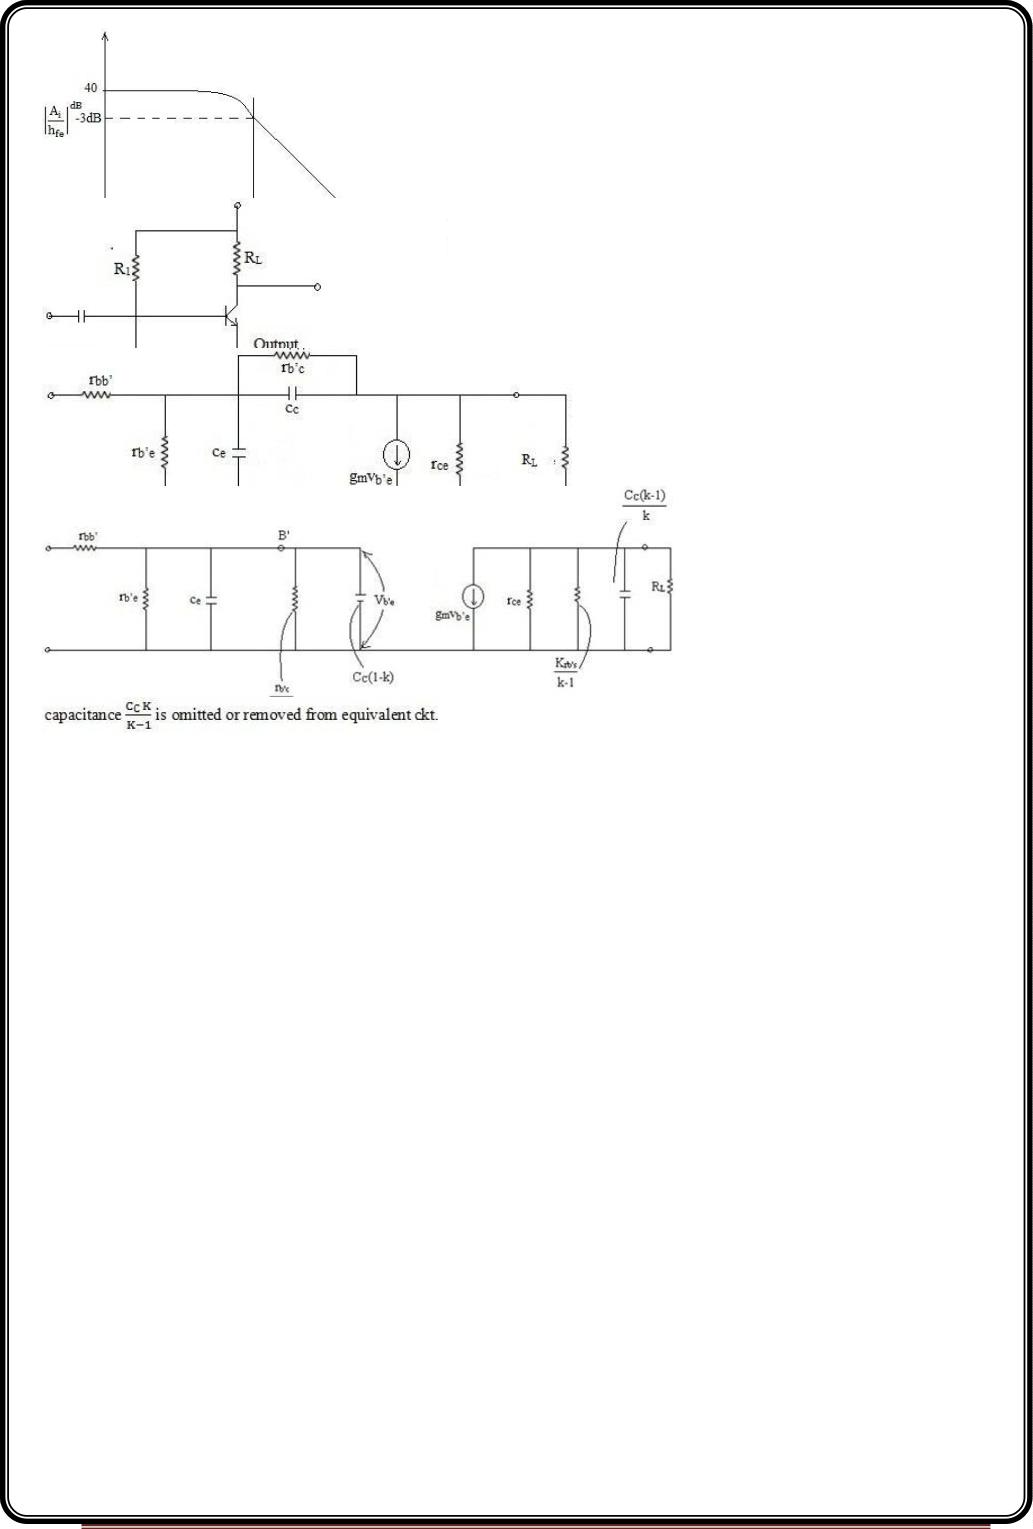 40
|Ai/hfe| dB
-3dB
R1
RL
Output
rb'c
rbb'
Cc
rb'e
Ce
gmVb'e
rce
RL
Cc(k-1)
k
rbb'
B'
rb'e
Ce
Vb'e
gmVb'e
rce
RL
rb'c
Cc(1-k)
k-1
capacitance CCK/K−1 is omitted or removed from equivalent ckt.